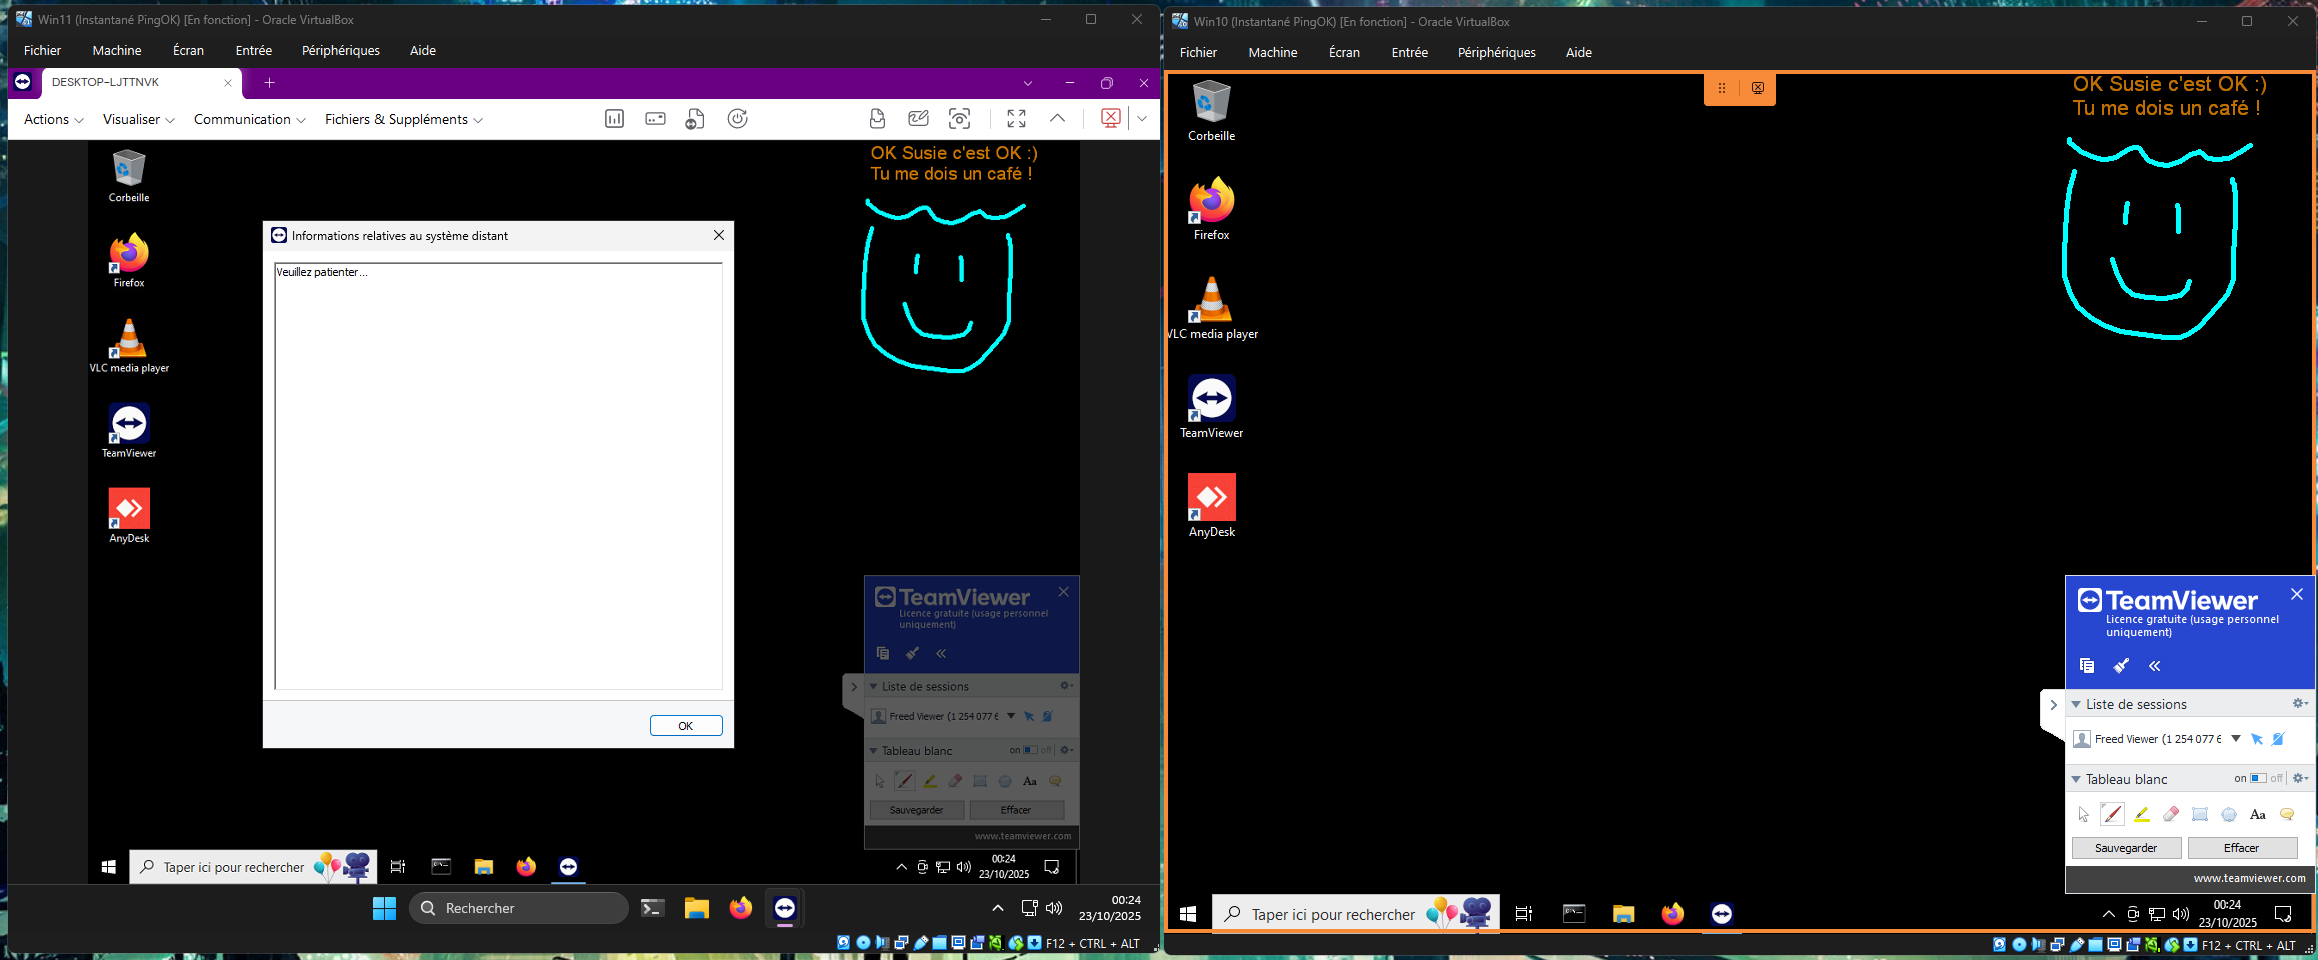 Win11 (Instantané PingOK) [En fonction] - Oracle VirtualBox
Fichier Machine Écran Entrée Périphériques Aide
DESKTOP-LJTTNVK
Actions Visualiser Communication Fichiers & Suppléments
OK Susie c'est OK :)
Tu me dois un café !
Corbeille
Firefox
VLC media player
TeamViewer
AnyDesk
Informations relatives au système distant
Veuillez patienter...
OK
TeamViewer
Licence gratuite (usage personnel
uniquement)
Liste de sessions
Freed Viewer (1 254 077 6
Tableau blanc on off
Aa
Sauvegarder Effacer
www.teamviewer.com
Taper ici pour rechercher
00:24
23/10/2025
Rechercher
00:24
23/10/2025
F12 + CTRL + ALT
Win10 (Instantané PingOK) [En fonction] - Oracle VirtualBox
Fichier Machine Écran Entrée Périphériques Aide
OK Susie c'est OK :)
Tu me dois un café !
Corbeille
Firefox
VLC media player
TeamViewer
AnyDesk
TeamViewer
Licence gratuite (usage personnel
uniquement)
Liste de sessions
Freed Viewer (1 254 077 6
Tableau blanc on off
Aa
Sauvegarder Effacer
www.teamviewer.com
Taper ici pour rechercher
00:24
23/10/2025
F12 + CTRL + ALT